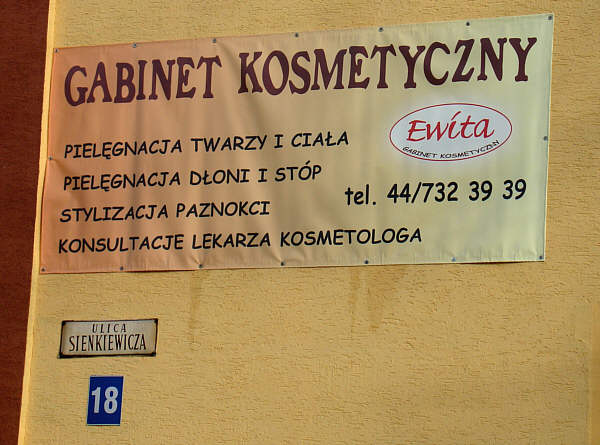 GABINET KOSMETYCZNY
Ewita
GABINET KOSMETYCZNY
PIELĘGNACJA TWARZY I CIAŁA
PIELĘGNACJA DŁONI I STÓP
STYLIZACJA PAZNOKCI
KONSULTACJE LEKARZA KOSMETOLOGA
tel. 44/732 39 39
ULICA
SIENKIEWICZA
18